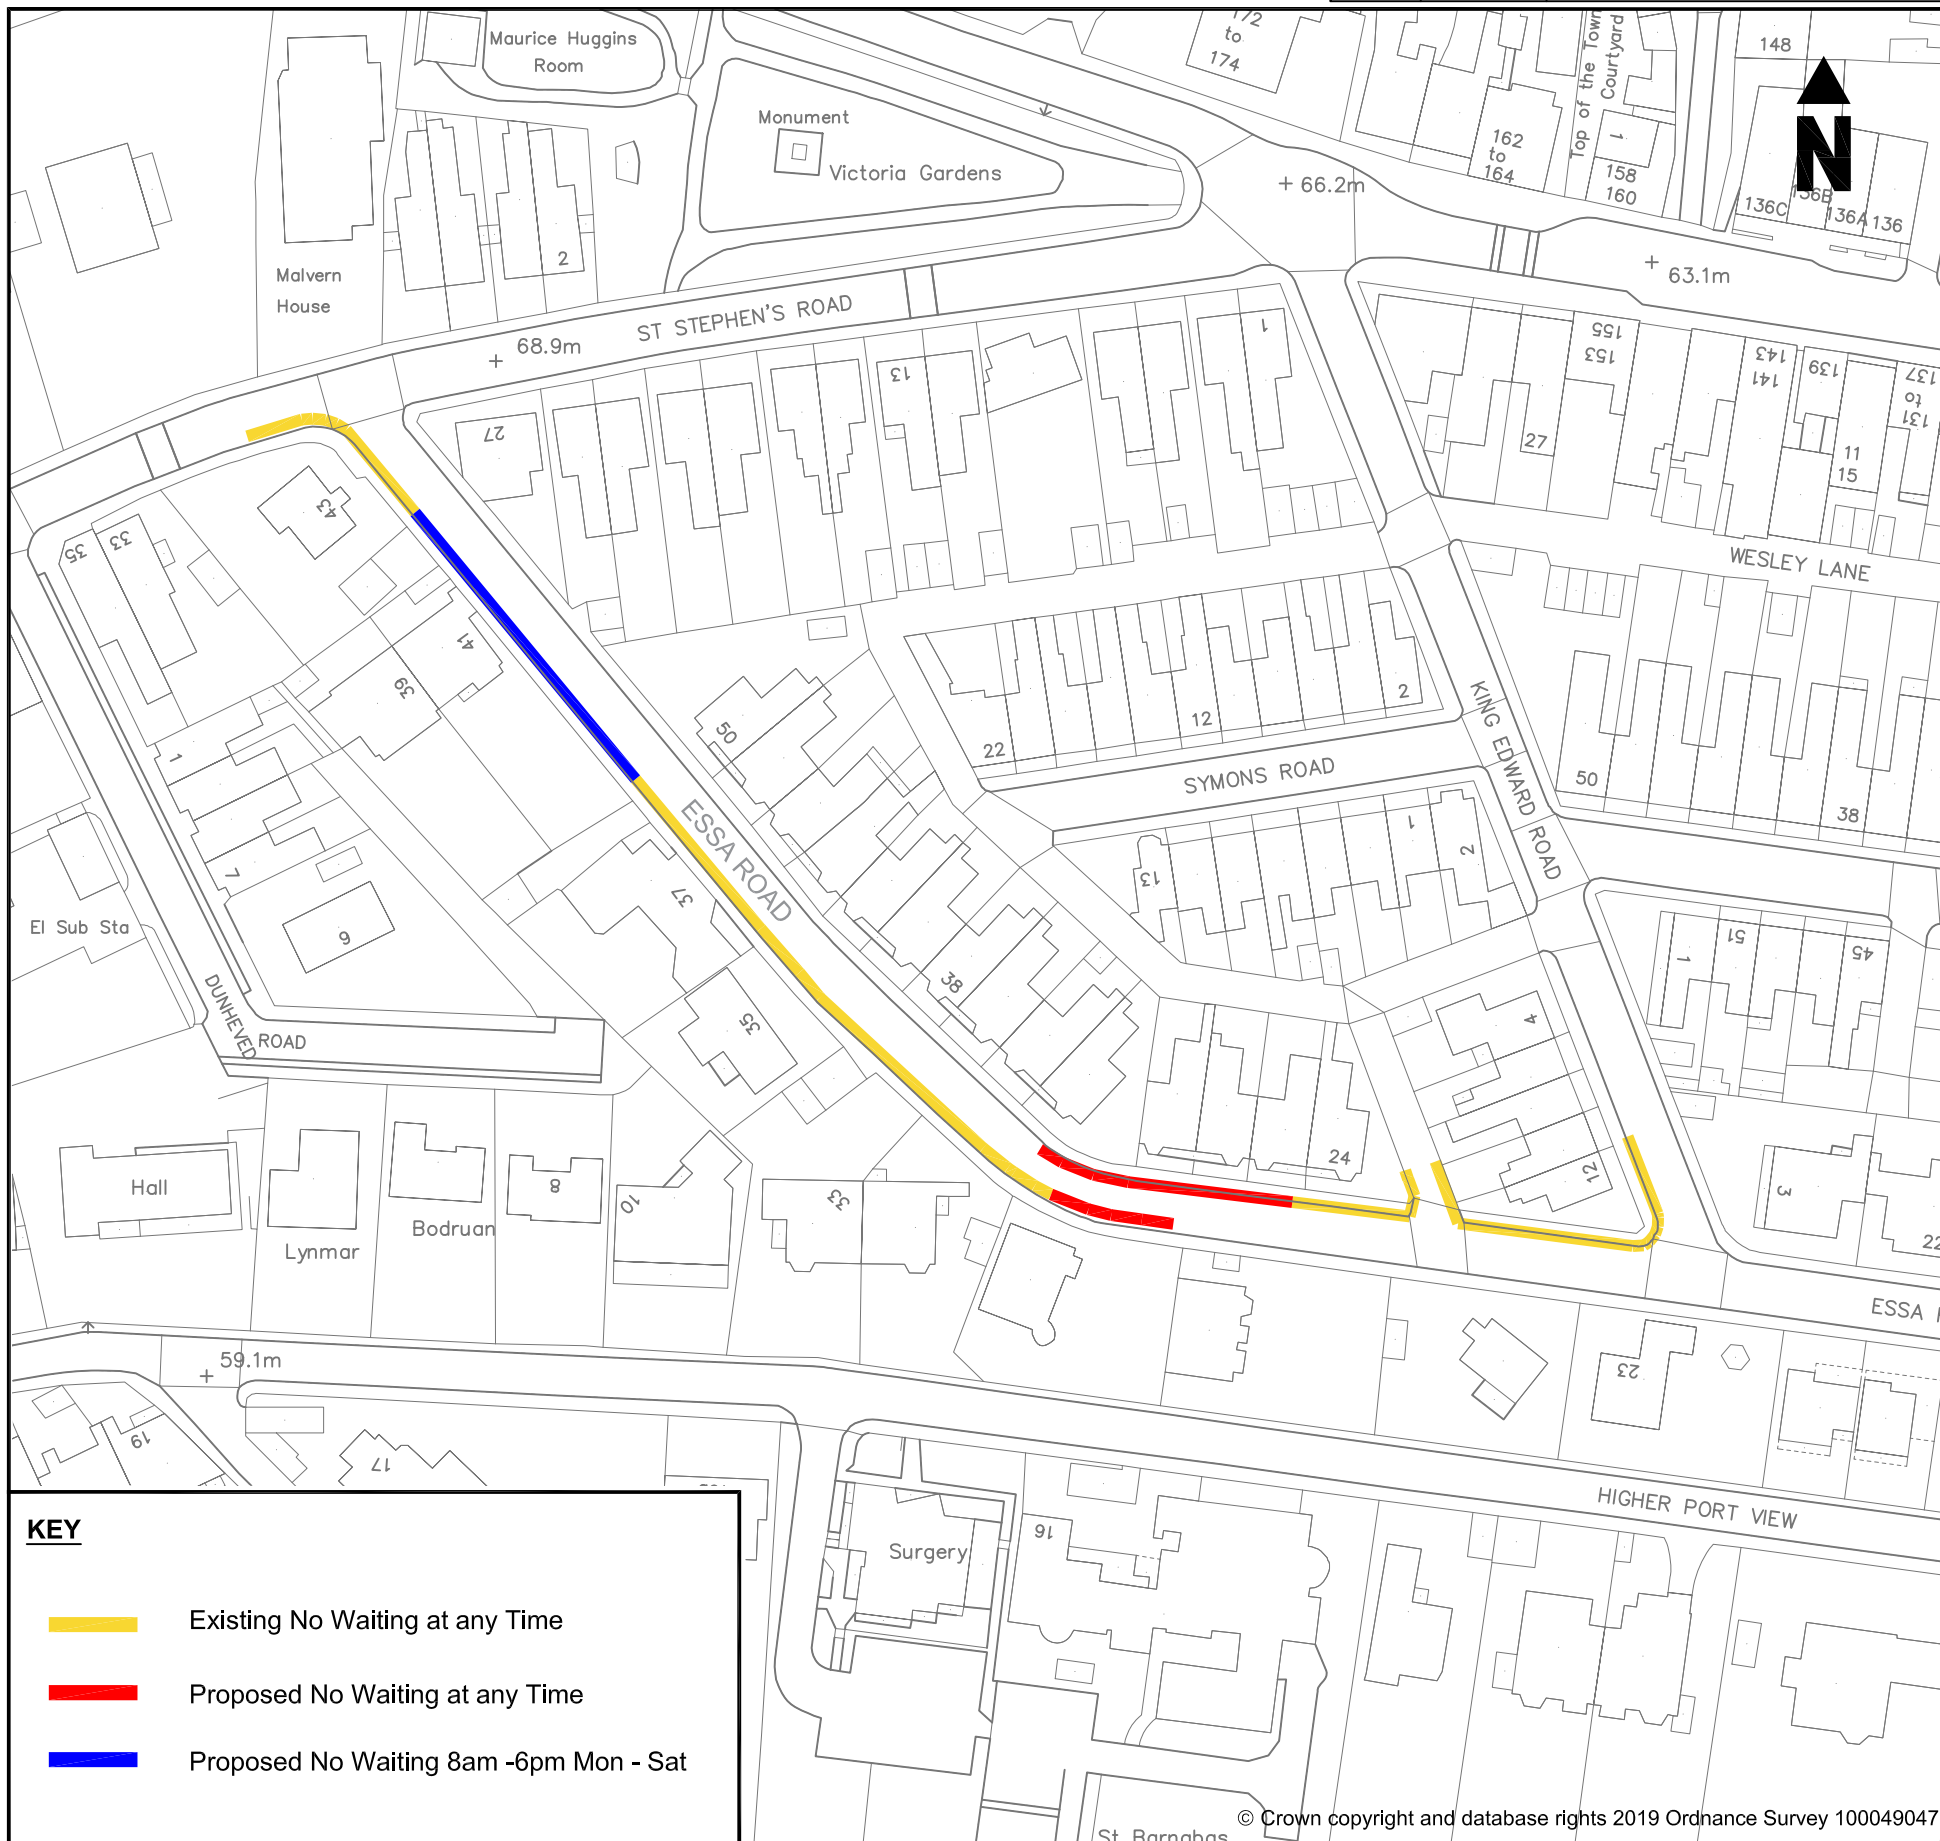 Maurice Huggins
Room
172
to
174
Top of the Town
Courtyard
148
N
Monument
Victoria Gardens
66.2m
162
to
164
1
158
160
136C
136B
136A
136
63.1m
Malvern
House
2
68.9m
ST STEPHEN'S ROAD
13
1
27
155
153
143
141
139
137
to
131
27
11
15
WESLEY LANE
43
35
33
41
39
50
22
12
2
SYMONS ROAD
KING EDWARD ROAD
50
38
1
7
9
37
ESSA ROAD
13
1
2
El Sub Sta
DUNHEVED
ROAD
38
35
1
51
45
4
12
24
3
22
Hall
Lynmar
Bodruan
8
10
33
ESSA
59.1m
23
19
17
HIGHER PORT VIEW
16
Surgery
KEY
Existing No Waiting at any Time
Proposed No Waiting at any Time
Proposed No Waiting 8am -6pm Mon - Sat
St Barnabas
© Crown copyright and database rights 2019 Ordnance Survey 100049047